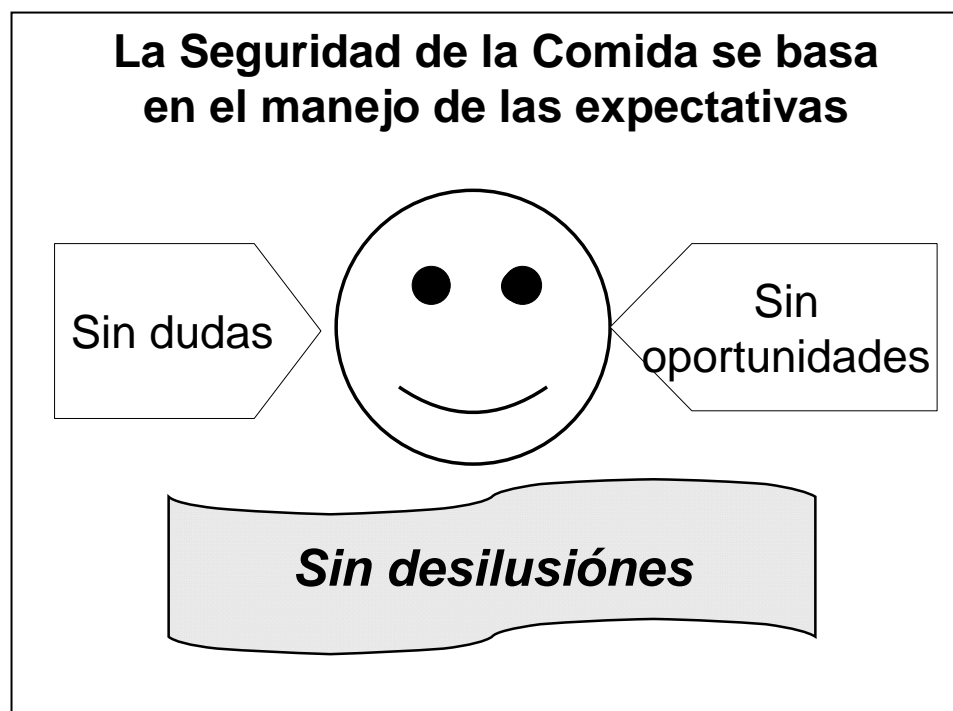 La Seguridad de la Comida se basa
en el manejo de las expectativas
Sin dudas
Sin
oportunidades
Sin desilusiónes